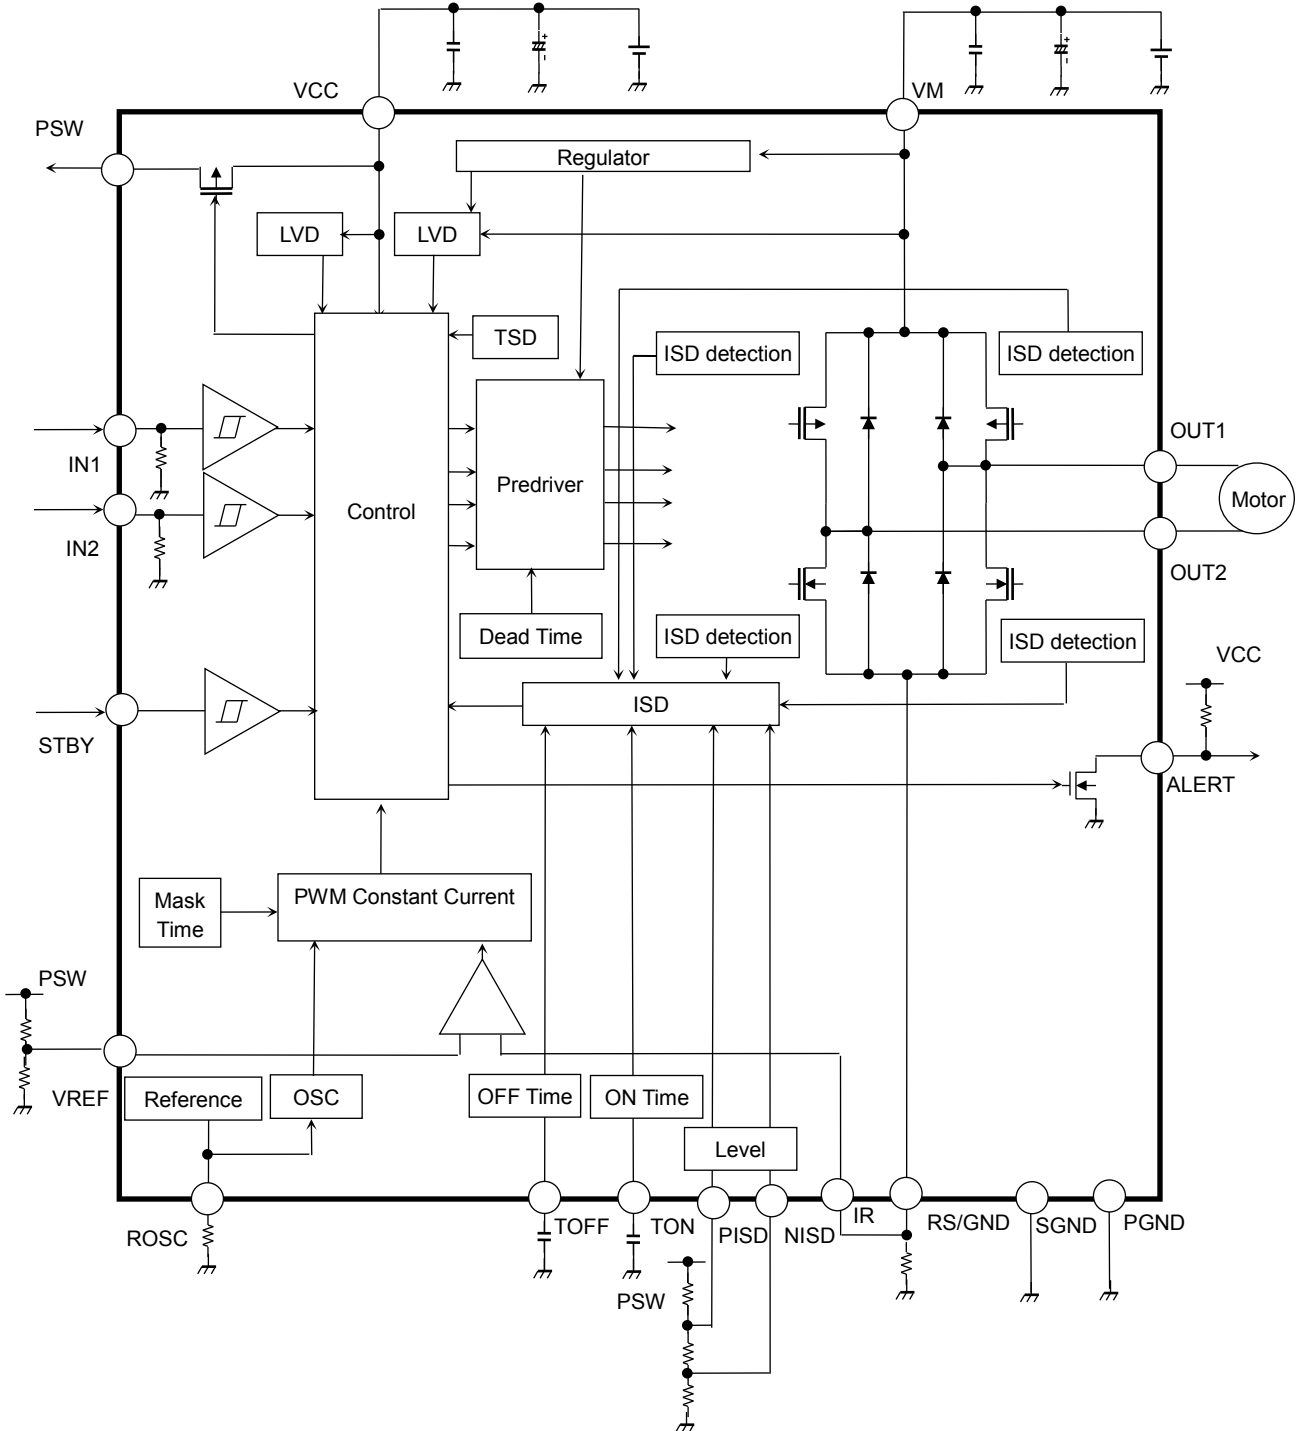 VCC
VM
PSW
Regulator
LVD
LVD
TSD
ISD detection
ISD detection
IN1
OUT1
Motor
Predriver
Control
IN2
OUT2
Dead Time
ISD detection
ISD detection
VCC
ISD
STBY
ALERT
Mask
Time
PWM Constant Current
PSW
VREF
Reference
OSC
OFF Time
ON Time
Level
ROSC
TOFF
TON
PISD
NISD
IR
RS/GND
SGND
PGND
PSW